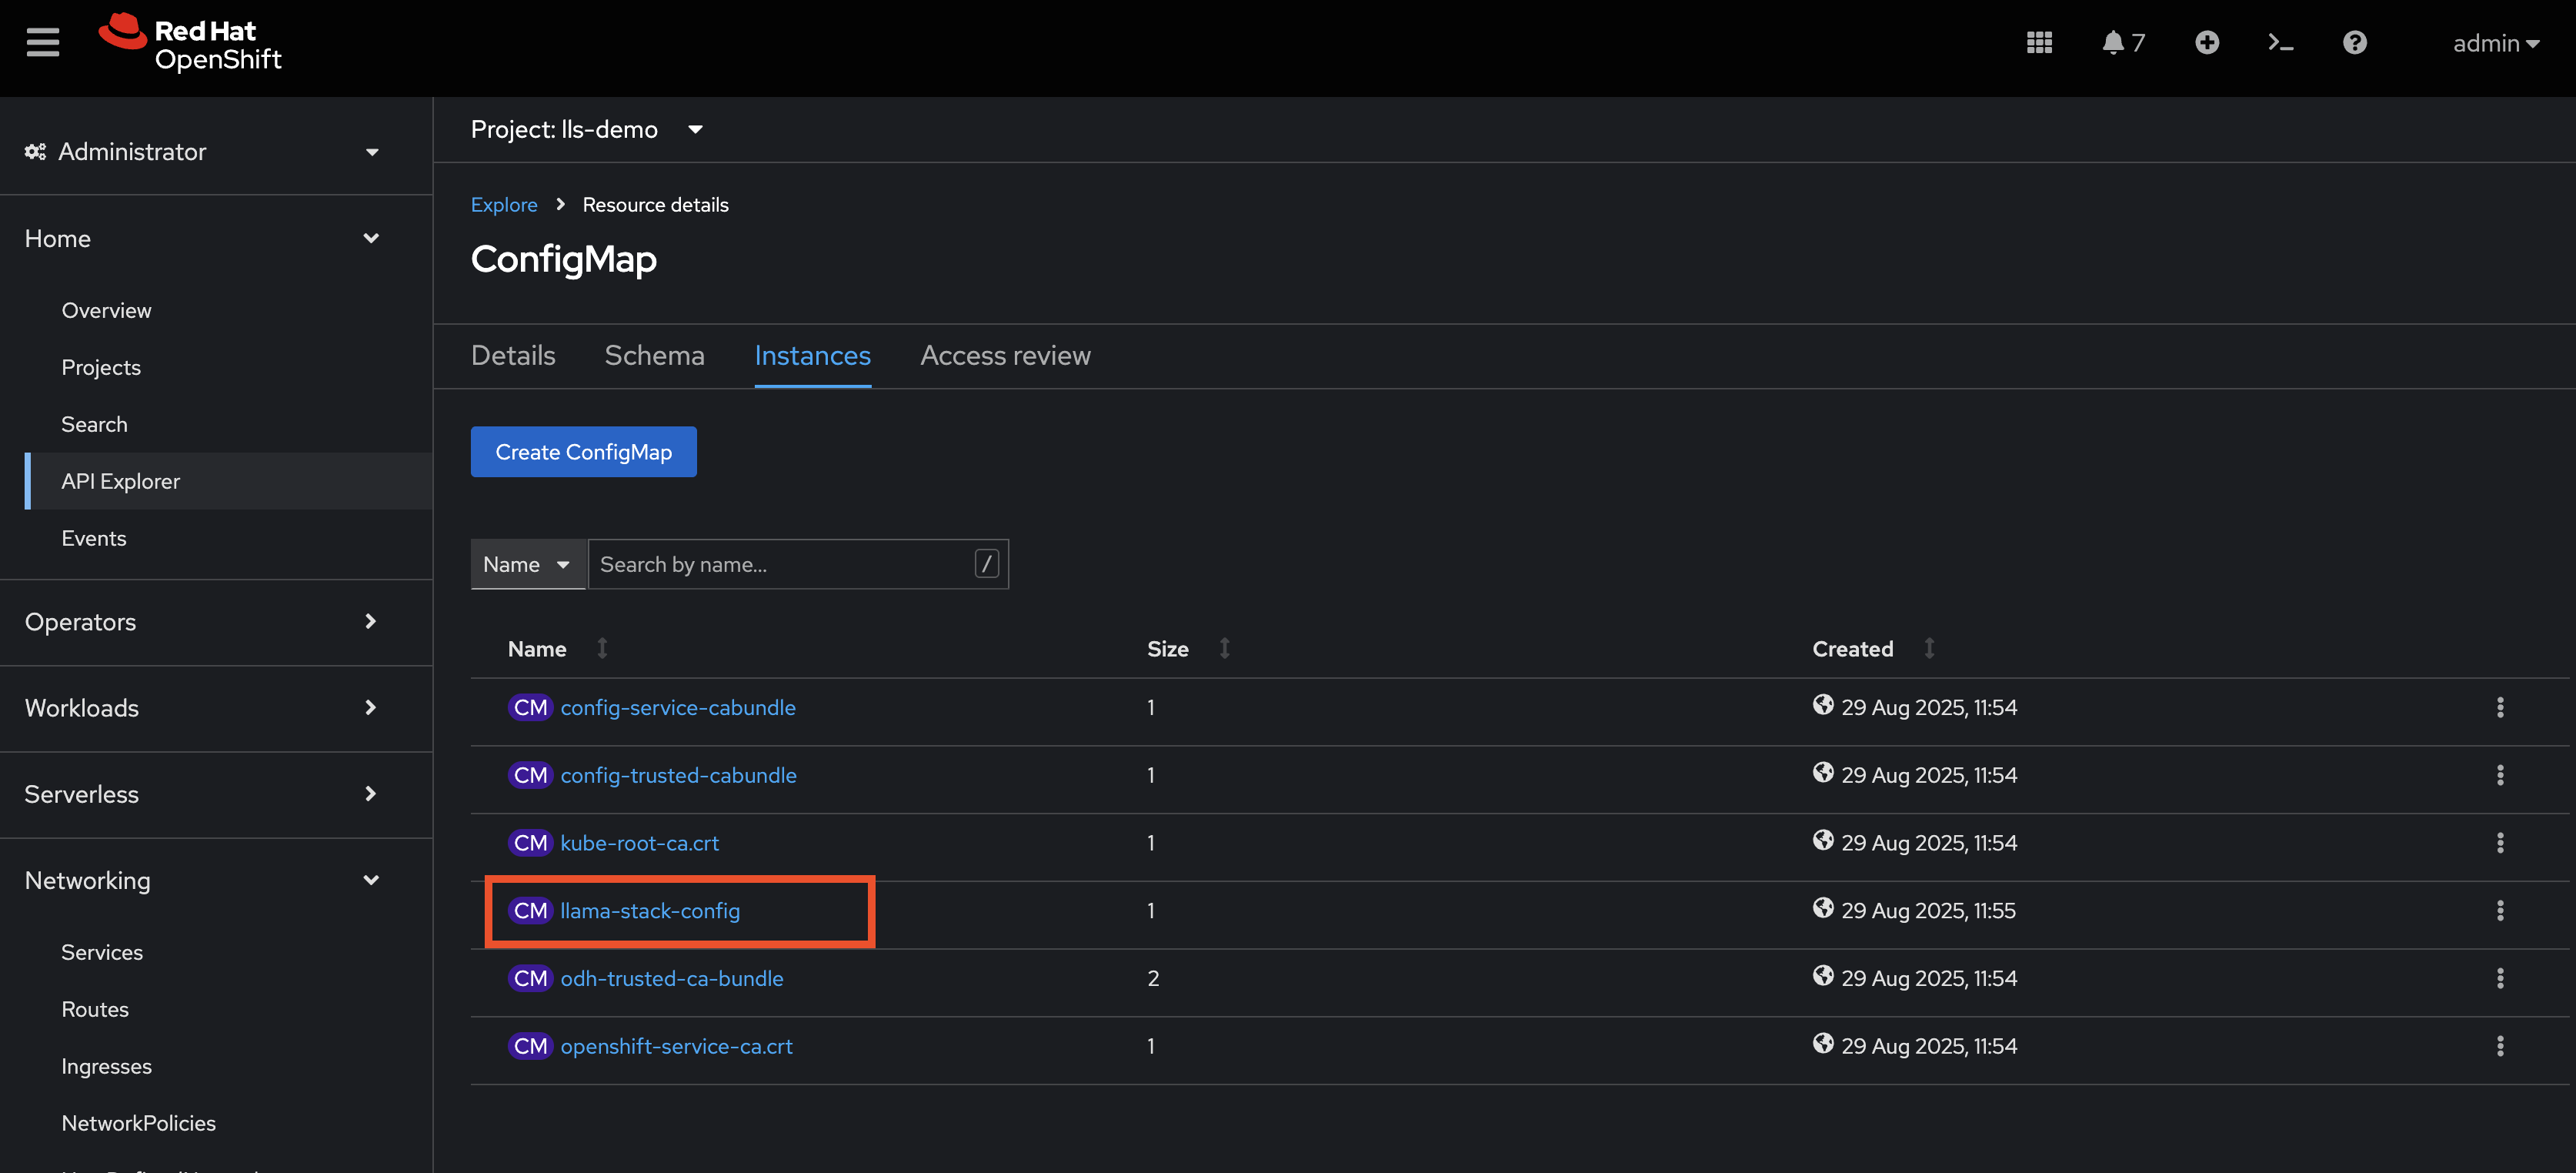 Red Hat
OpenShift
7
admin
Administrator
Home
Overview
Projects
Search
API Explorer
Events
Operators
Workloads
Serverless
Networking
Services
Routes
Ingresses
NetworkPolicies
Project: lls-demo
Explore Resource details
ConfigMap
Details Schema Instances Access review
Create ConfigMap
Name Search by name... /
Name Size Created
CM config-service-cabundle 1 29 Aug 2025, 11:54
CM config-trusted-cabundle 1 29 Aug 2025, 11:54
CM kube-root-ca.crt 1 29 Aug 2025, 11:54
CM llama-stack-config 1 29 Aug 2025, 11:55
CM odh-trusted-ca-bundle 2 29 Aug 2025, 11:54
CM openshift-service-ca.crt 1 29 Aug 2025, 11:54